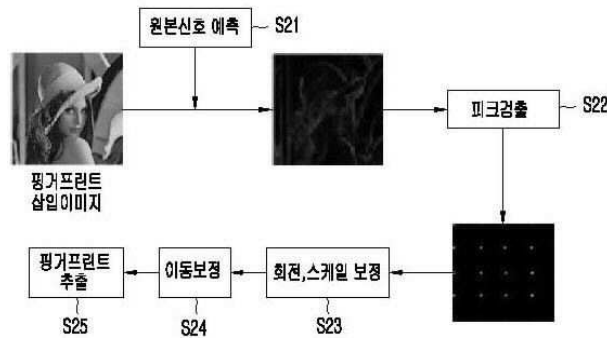 원본신호 예측
S21
피크검출
S22
핑거프린트
삽입이미지
핑거프린트
추출
이동보정
회전,스케일 보정
S25
S24
S23